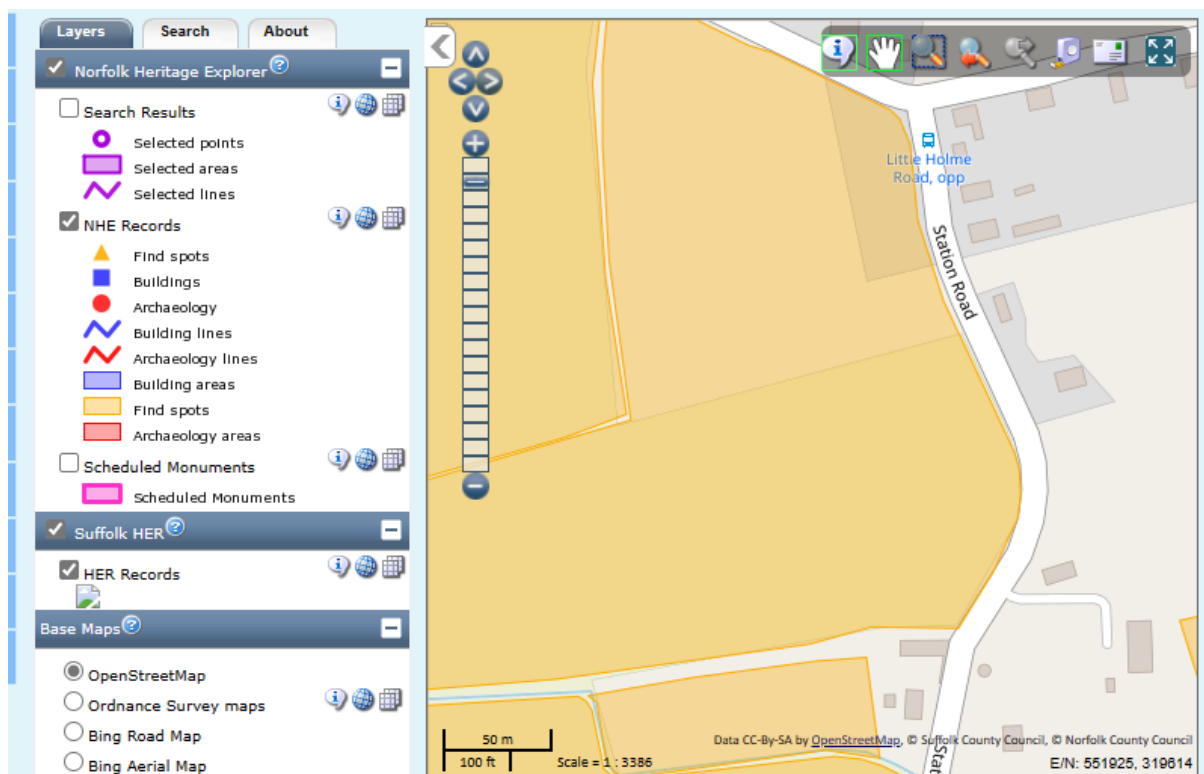 Layers
Search
About
Norfolk Heritage Explorer
Search Results
Selected points
Selected areas
Selected lines
NHE Records
Find spots
Buildings
Archaeology
Building lines
Archaeology lines
Building areas
Find spots
Archaeology areas
Scheduled Monuments
Scheduled Monuments
Suffolk HER
HER Records
Base Maps
OpenStreetMap
Ordnance Survey maps
Bing Road Map
Bing Aerial Map
Little Holme
Road, opp
Station Road
Stat
50 m
100 ft
Scale = 1 : 3386
Data CC-By-SA by OpenStreetMap, © Suffolk County Council, © Norfolk County Council
E/N: 551925, 319614